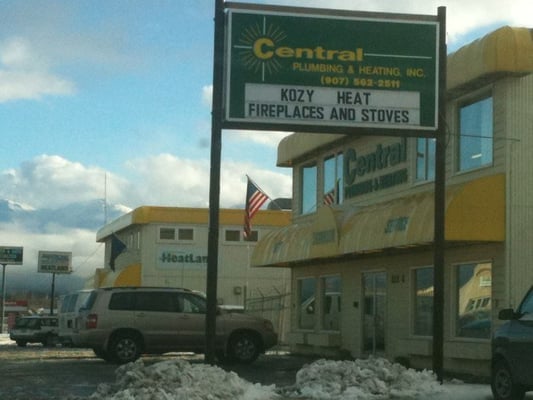 Central
PLUMBING & HEATING, INC.
(907) 562-2511
KOZY HEAT
FIREPLACES AND STOVES
Central
PLUMBING & HEATING
HEATLAND